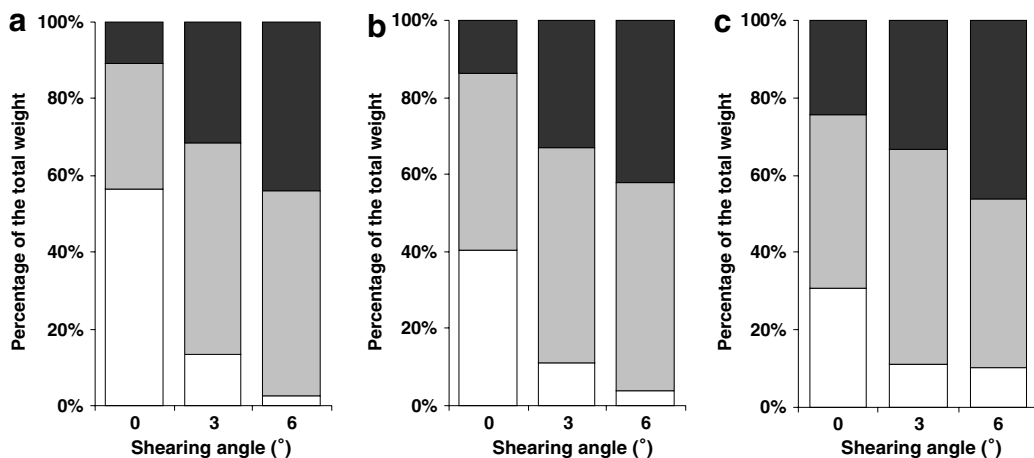 a
Percentage of the total weight
100%
80%
60%
40%
20%
0%
0 3 6
Shearing angle (˚)
b
Percentage of the total weight
100%
80%
60%
40%
20%
0%
0 3 6
Shearing angle (˚)
c
Percentage of the total weight
100%
80%
60%
40%
20%
0%
0 3 6
Shearing angle (˚)